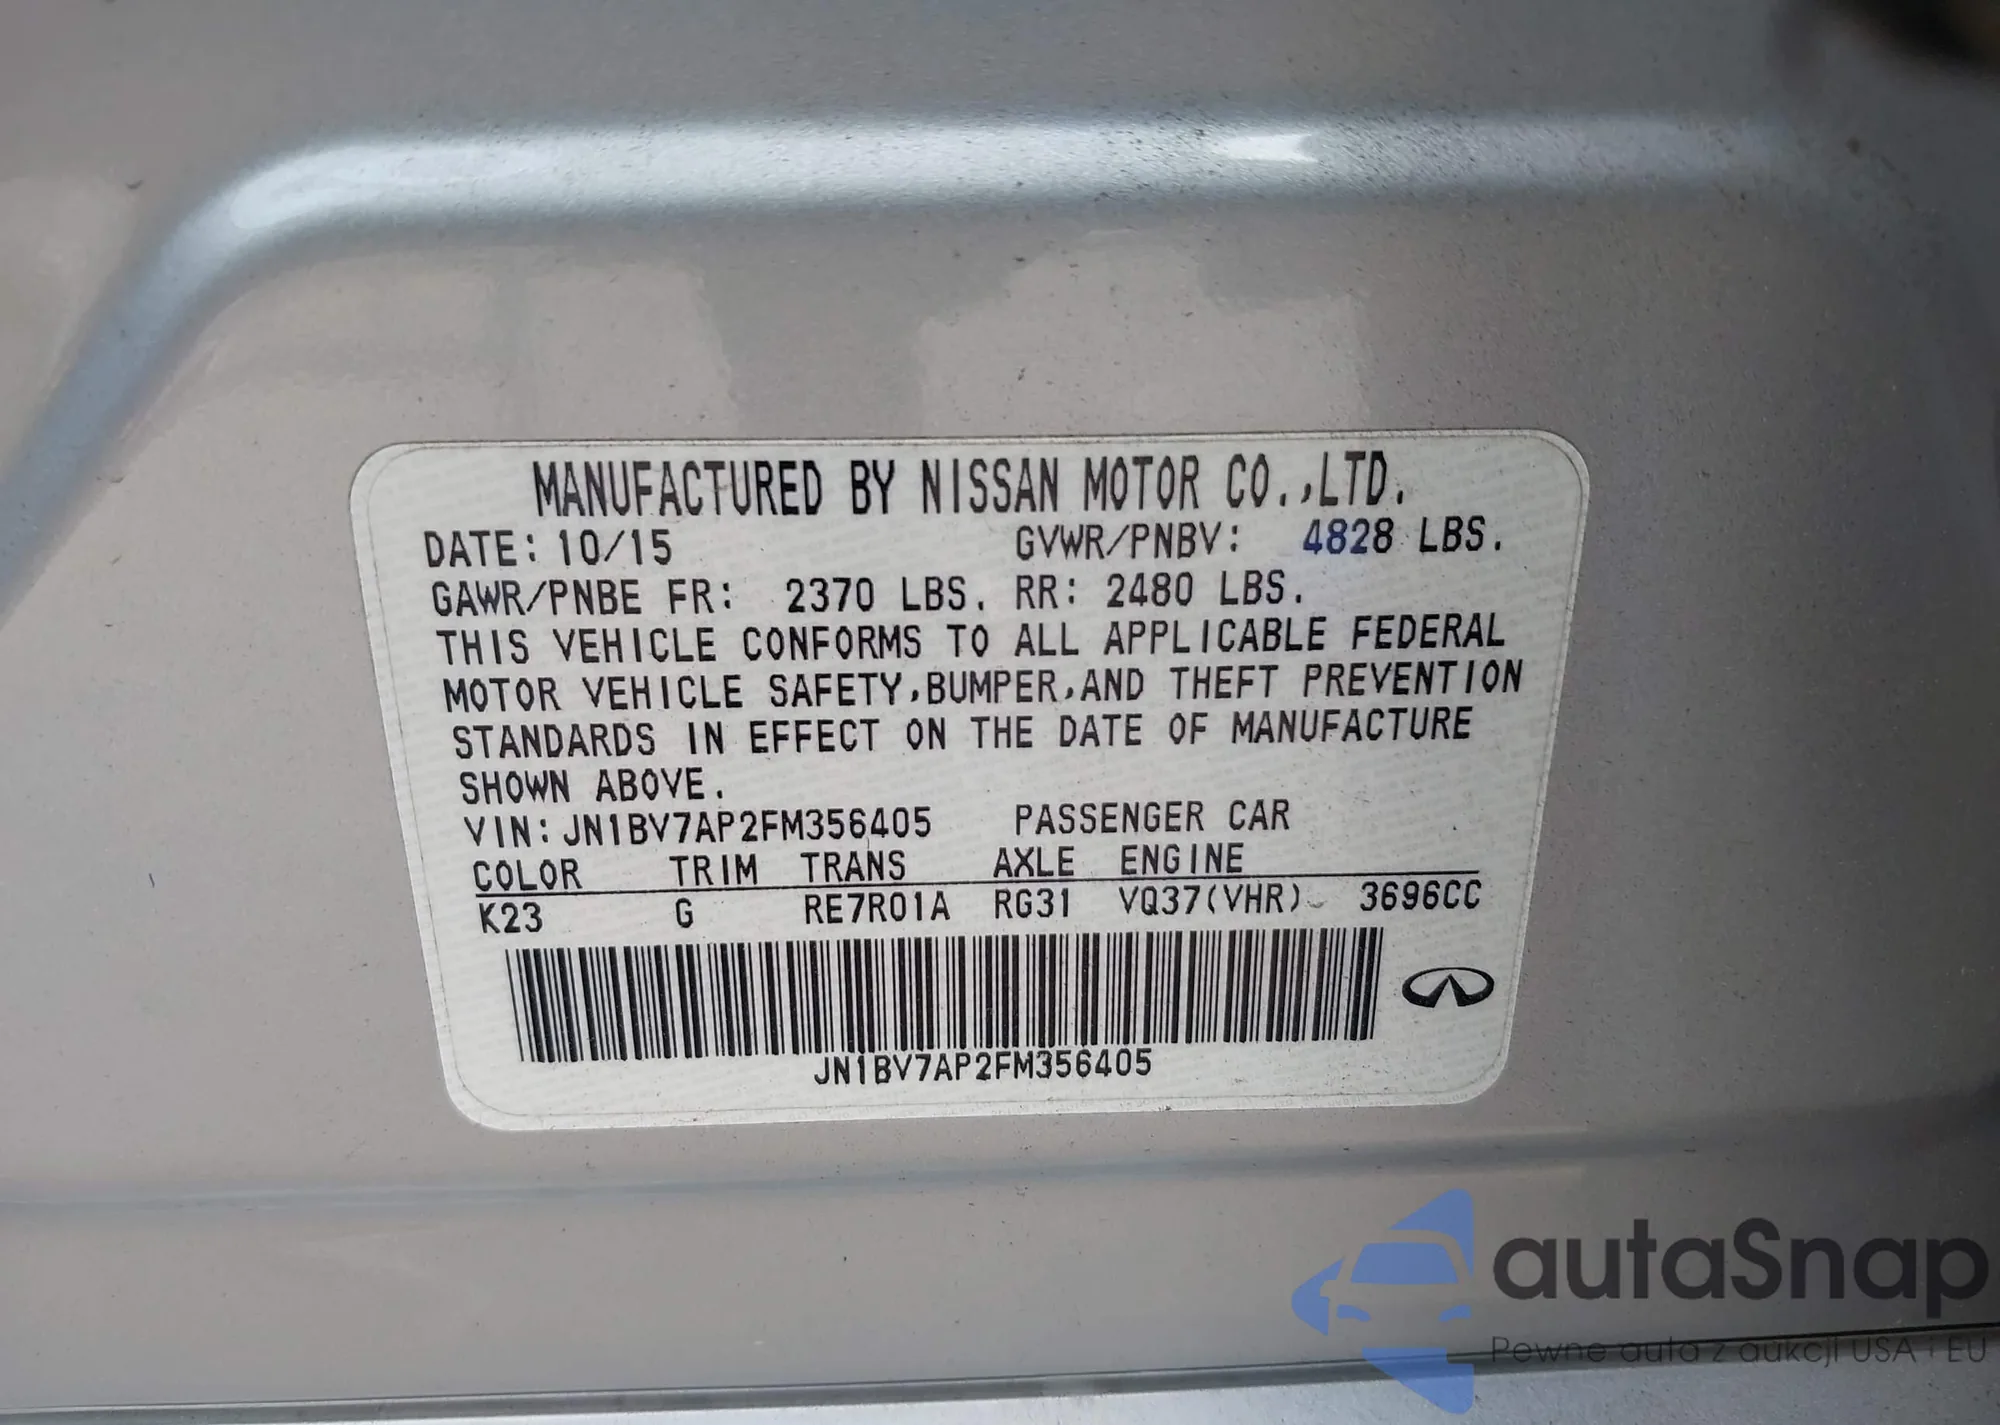 MANUFACTURED BY NISSAN MOTOR CO.,LTD.
DATE: 10/15 GVWR/PNBV: 4828 LBS.
GAWR/PNBE FR: 2370 LBS. RR: 2480 LBS.
THIS VEHICLE CONFORMS TO ALL APPLICABLE FEDERAL
MOTOR VEHICLE SAFETY,BUMPER,AND THEFT PREVENTION
STANDARDS IN EFFECT ON THE DATE OF MANUFACTURE
SHOWN ABOVE.
VIN: JN1BV7AP2FM356405 PASSENGER CAR
COLOR TRIM TRANS AXLE ENGINE
K23 G RE7R01A RG31 VQ37(VHR) 3696CC
JN1BV7AP2FM356405
autaSnap
Pewne auta z aukcji USA i EU